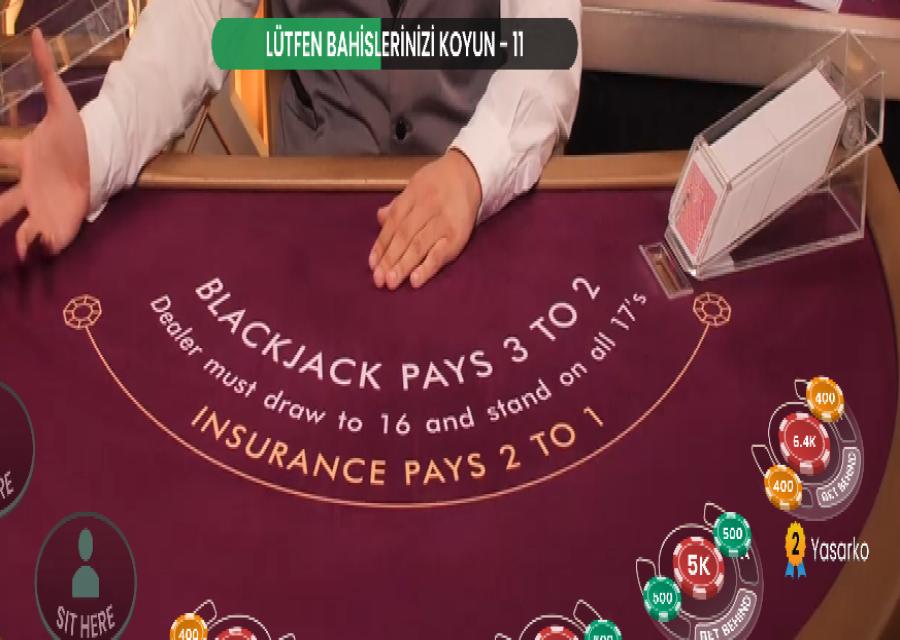 LÜTFEN BAHİSLERİNİZİ KOYUN - 11
BLACKJACK PAYS 3 TO 2
Dealer must draw to 16 and stand on all 17's
INSURANCE PAYS 2 TO 1
400
6.4K
400
BET BEHIND
2 Yasarko
500
5K
500
BET BEHIND
SIT HERE
400